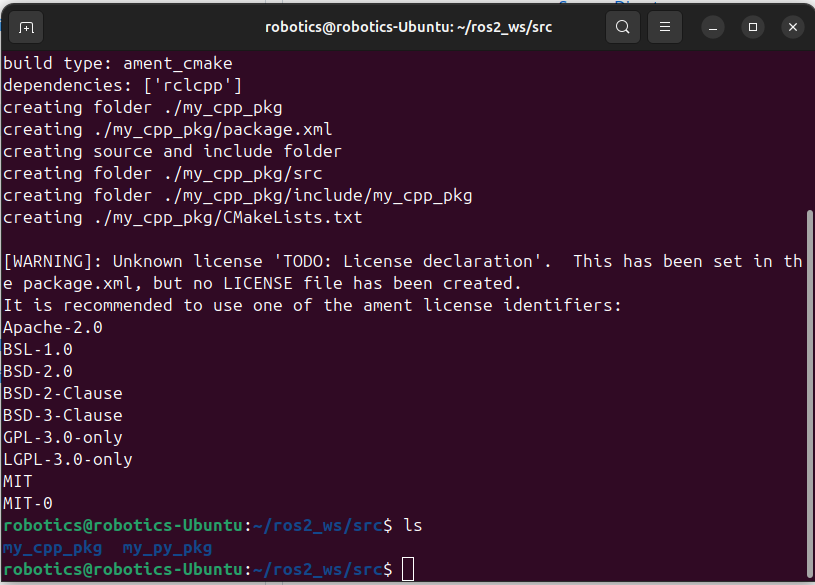 robotics@robotics-Ubuntu: ~/ros2_ws/src
build type: ament_cmake
dependencies: ['rclcpp']
creating folder ./my_cpp_pkg
creating ./my_cpp_pkg/package.xml
creating source and include folder
creating folder ./my_cpp_pkg/src
creating folder ./my_cpp_pkg/include/my_cpp_pkg
creating ./my_cpp_pkg/CMakeLists.txt

[WARNING]: Unknown license 'TODO: License declaration'.  This has been set in th
e package.xml, but no LICENSE file has been created.
It is recommended to use one of the ament license identifiers:
Apache-2.0
BSL-1.0
BSD-2.0
BSD-2-Clause
BSD-3-Clause
GPL-3.0-only
LGPL-3.0-only
MIT
MIT-0
robotics@robotics-Ubuntu:~/ros2_ws/src$ ls
my_cpp_pkg  my_py_pkg
robotics@robotics-Ubuntu:~/ros2_ws/src$